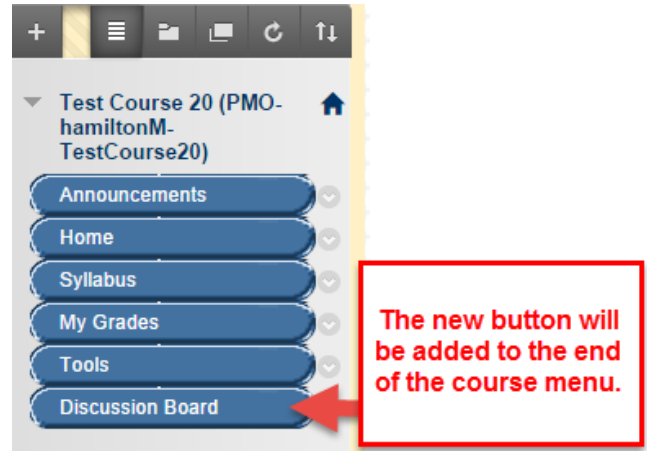 Test Course 20 (PMO-
hamiltonM-
TestCourse20)
Announcements
Home
Syllabus
My Grades
Tools
Discussion Board
The new button will
be added to the end
of the course menu.